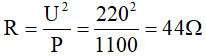 R = U²/P = 220²/1100 = 44Ω